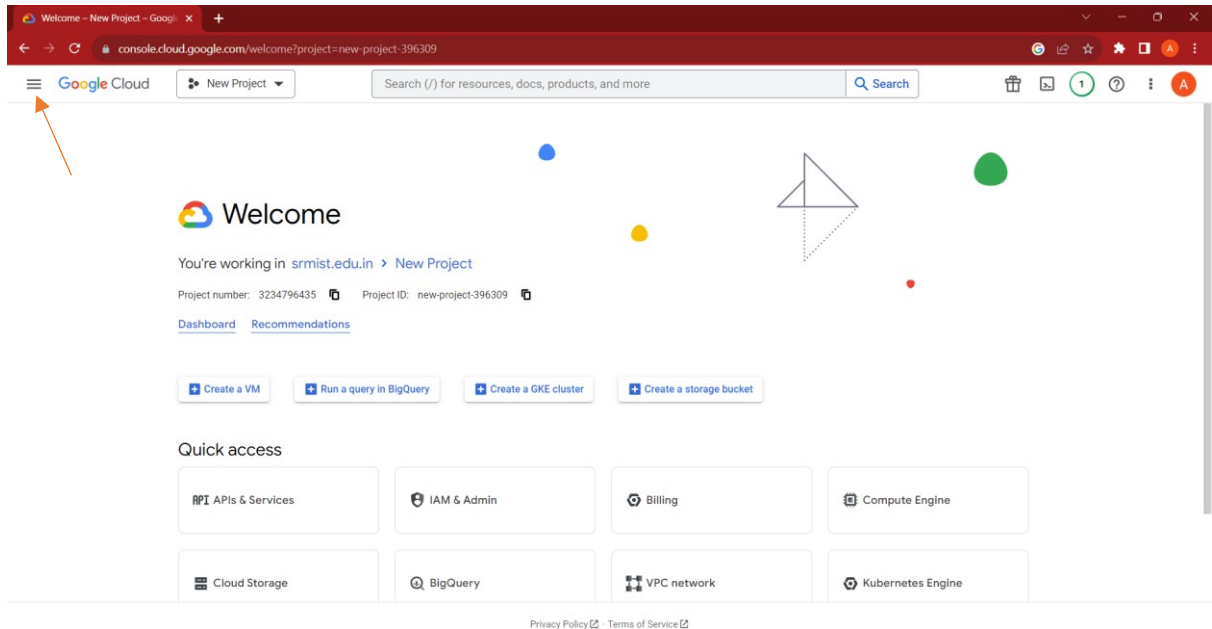 Welcome – New Project – Googl
console.cloud.google.com/welcome?project=new-project-396309
Google Cloud New Project Search (/) for resources, docs, products, and more Search 1 A
Welcome
You're working in srmist.edu.in > New Project
Project number: 3234796435 Project ID: new-project-396309
Dashboard Recommendations
Create a VM Run a query in BigQuery Create a GKE cluster Create a storage bucket
Quick access
API APIs & Services IAM & Admin Billing Compute Engine
Cloud Storage BigQuery VPC network Kubernetes Engine
Privacy Policy · Terms of Service